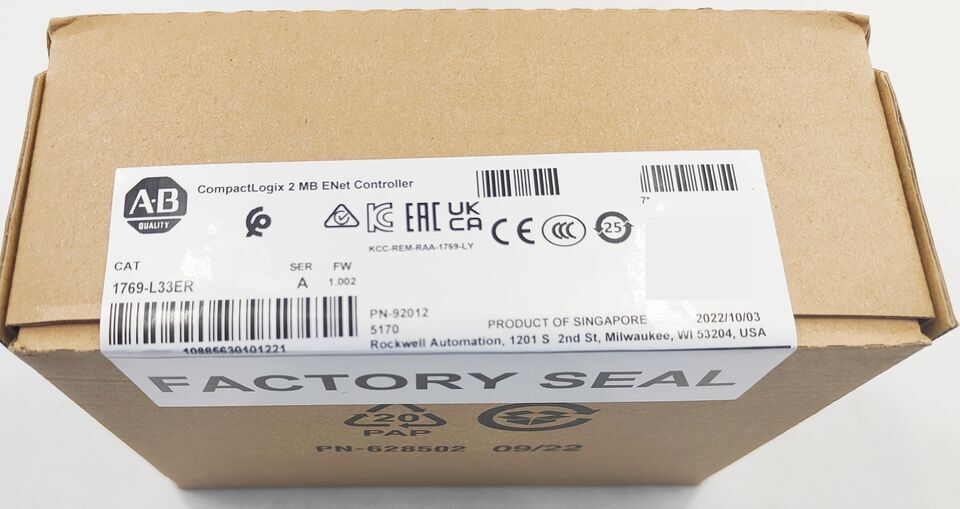 A-B
QUALITY
CompactLogix 2 MB ENet Controller
7*
EAC
UK
CA
CE
CCC
25
KCC-REM-RAA-1769-LY
CAT
SER
FW
1769-L33ER
A
1.002
PN-92012
5170
PRODUCT OF SINGAPORE
2022/10/03
Rockwell Automation, 1201 S 2nd St, Milwaukee, WI 53204, USA
10885630101221
FACTORY SEAL
20
PAP
PN-628502
09/22